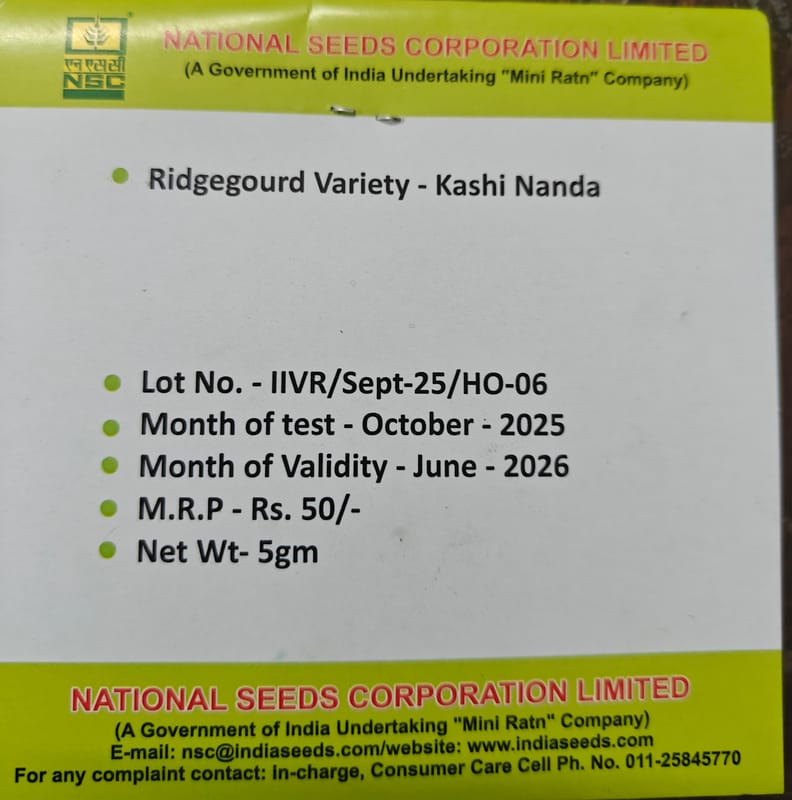 एन एस सी
NSC
NATIONAL SEEDS CORPORATION LIMITED
(A Government of India Undertaking "Mini Ratn" Company)
Ridgegourd Variety - Kashi Nanda
Lot No. - IIVR/Sept-25/HO-06
Month of test - October - 2025
Month of Validity - June - 2026
M.R.P - Rs. 50/-
Net Wt- 5gm
NATIONAL SEEDS CORPORATION LIMITED
(A Government of India Undertaking "Mini Ratn" Company)
E-mail: nsc@indiaseeds.com/website: www.indiaseeds.com
For any complaint contact: In-charge, Consumer Care Cell Ph. No. 011-25845770